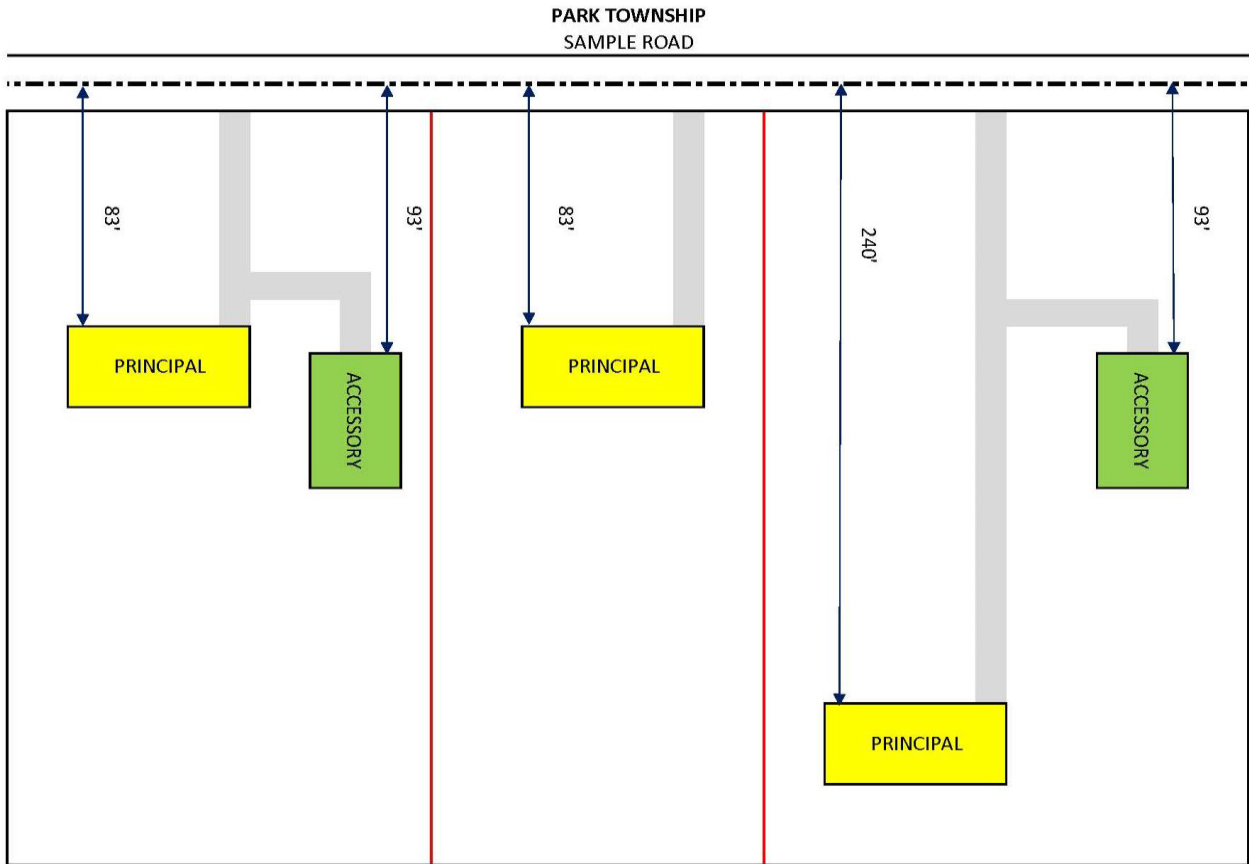 PARK TOWNSHIP
SAMPLE ROAD
83'
93'
83'
240'
93'
PRINCIPAL
ACCESSORY
PRINCIPAL
ACCESSORY
PRINCIPAL